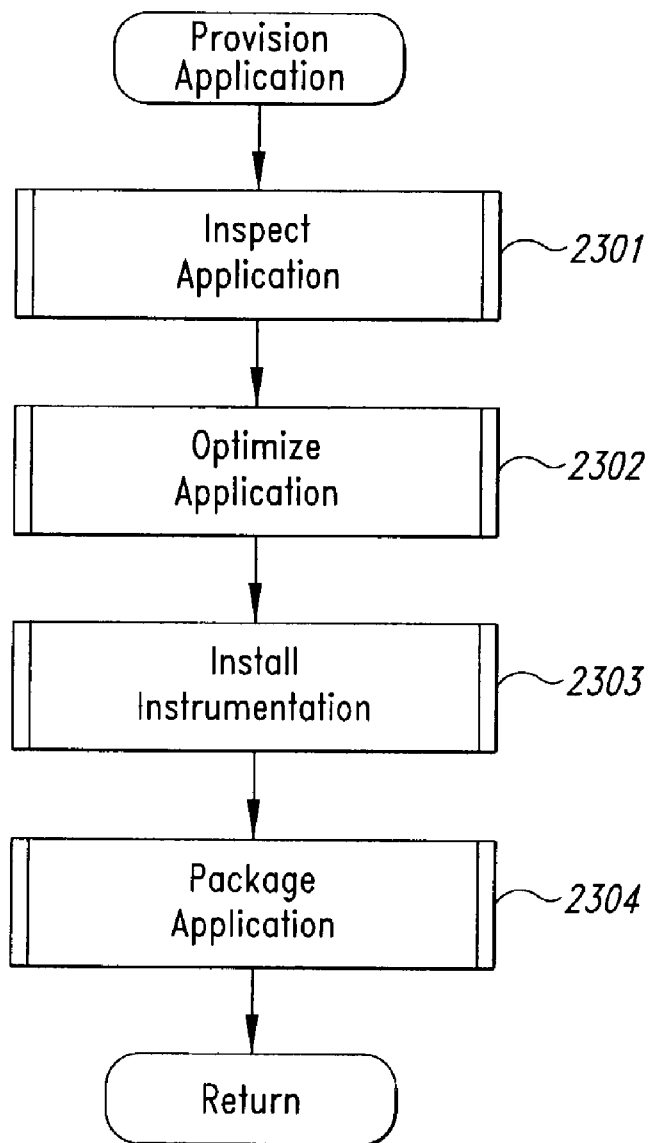 Provision
Application
Inspect
Application
2301
Optimize
Application
2302
Install
Instrumentation
2303
Package
Application
2304
Return